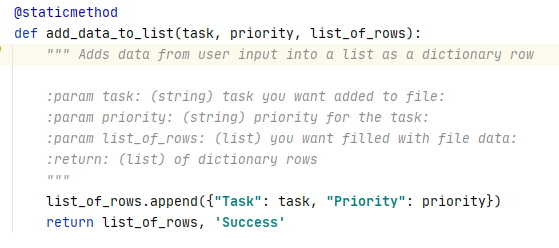 @staticmethod
def add_data_to_list(task, priority, list_of_rows):
    """ Adds data from user input into a list as a dictionary row

    :param task: (string) task you want added to file:
    :param priority: (string) priority for the task:
    :param list_of_rows: (list) you want filled with file data:
    :return: (list) of dictionary rows
    """
    list_of_rows.append({"Task": task, "Priority": priority})
    return list_of_rows, 'Success'